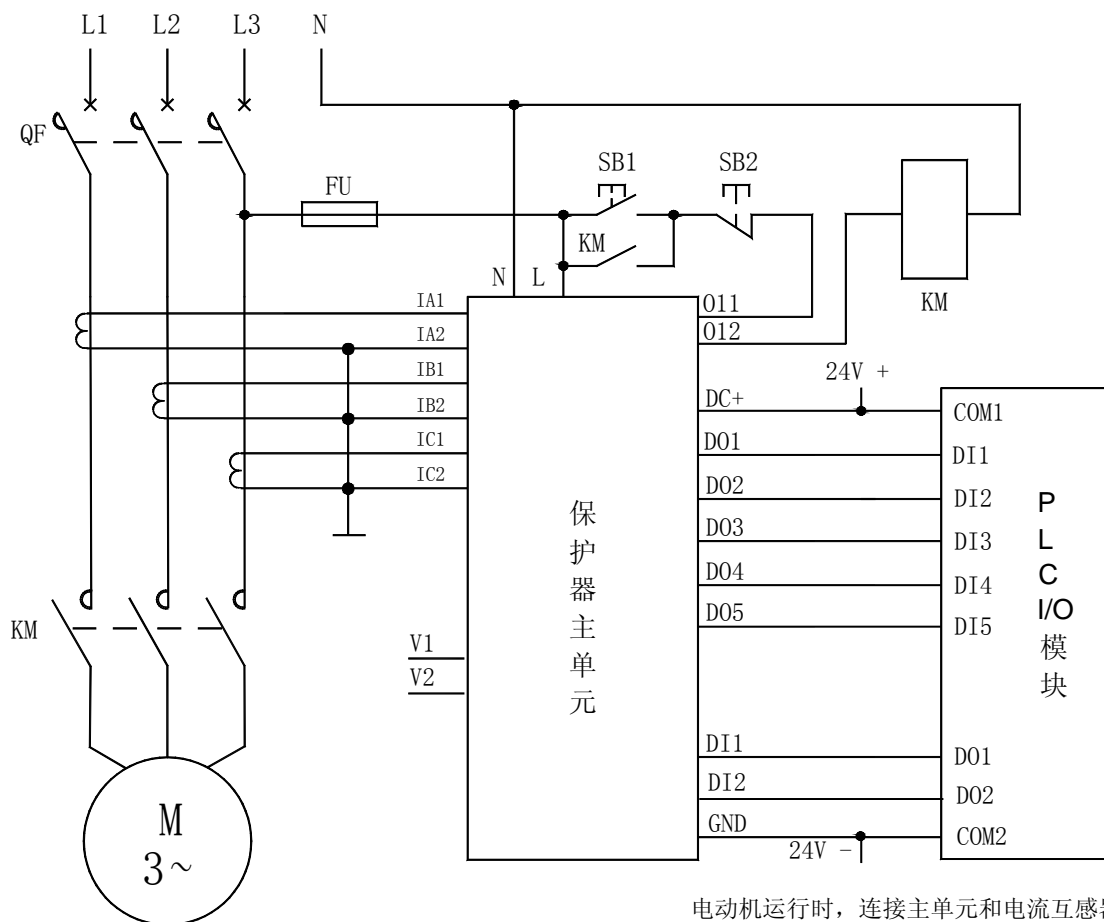 L1 L2 L3 N
QF
FU
SB1 SB2
KM
N L
KM
IA1
IA2
IB1
IB2
IC1
IC2
O11
O12
24V +
DC+
DO1
DO2
DO3
DO4
DO5
COM1
DI1
DI2
DI3
DI4
DI5
保护器主单元
PLC
I/O
模块
KM
V1
V2
DI1
DI2
GND
24V -
DO1
DO2
COM2
M
3~
电动机运行时，连接主单元和电流互感